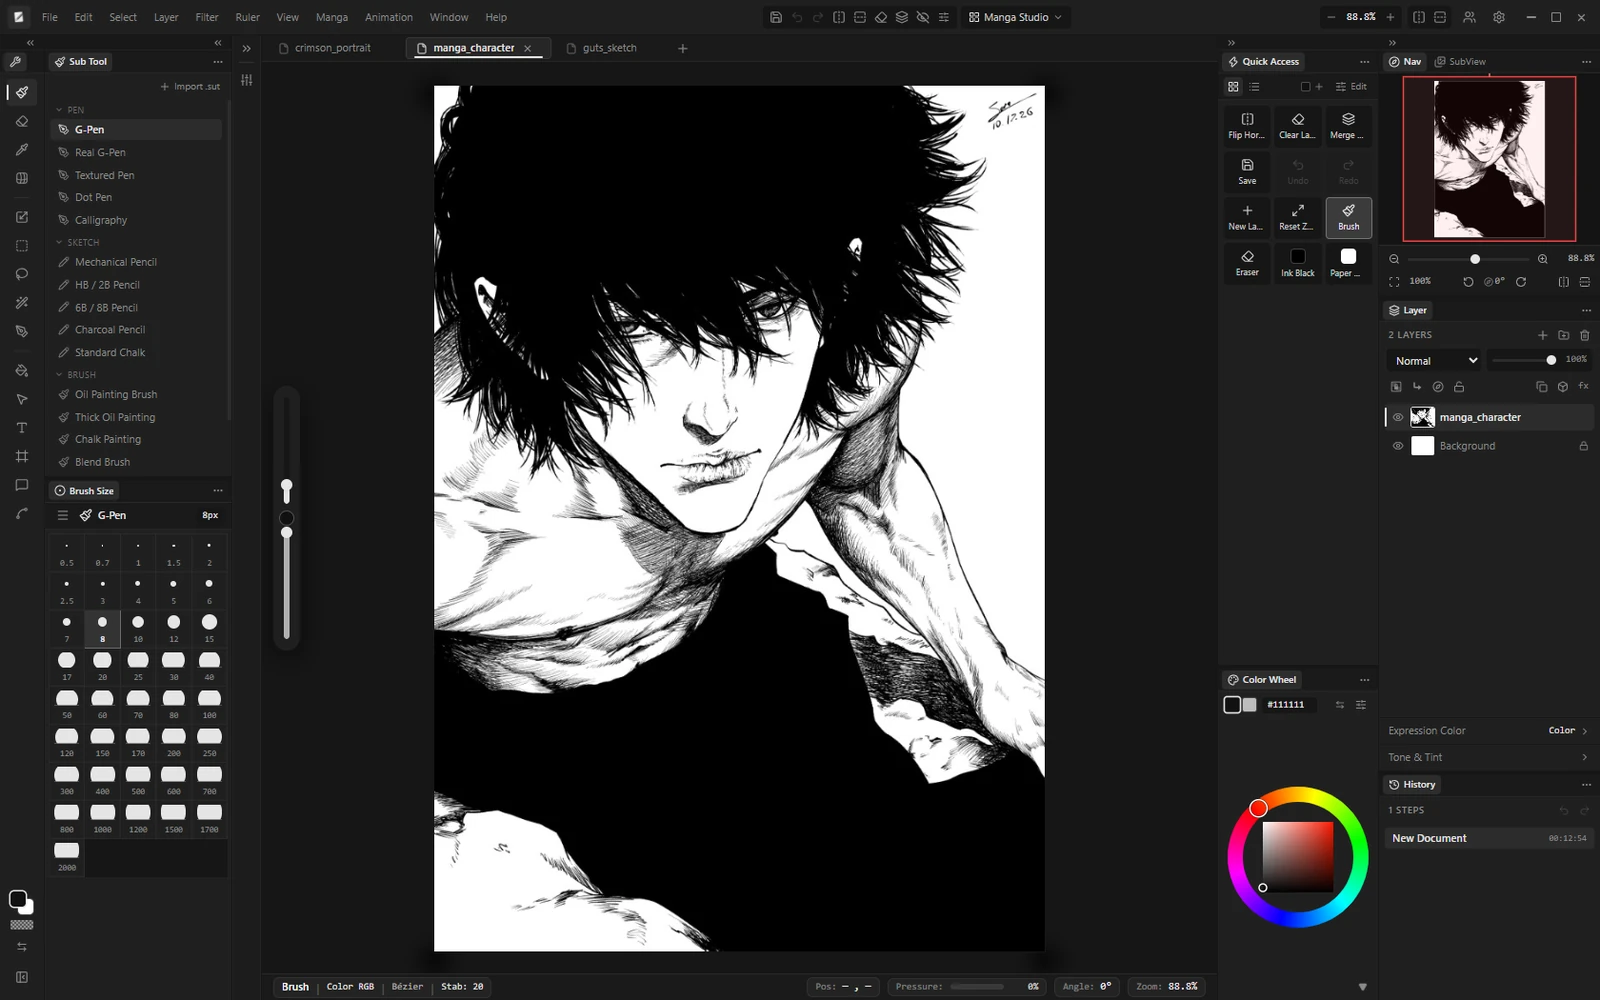 File Edit Select Layer Filter Ruler View Manga Animation Window Help
Manga Studio
88.8%
crimson_portrait
manga_character
guts_sketch
Sub Tool
Import .sut
PEN
G-Pen
Real G-Pen
Textured Pen
Dot Pen
Calligraphy
SKETCH
Mechanical Pencil
HB / 2B Pencil
6B / 8B Pencil
Charcoal Pencil
Standard Chalk
BRUSH
Oil Painting Brush
Thick Oil Painting
Chalk Painting
Blend Brush
Brush Size
G-Pen 8px
0.5 0.7 1 1.5 2
2.5 3 4 5 6
7 8 10 12 15
17 20 25 30 40
50 60 70 80 100
120 150 170 200 250
300 400 500 600 700
800 1000 1200 1500 1700
2000
10.12.26
Brush Color RGB Bézier Stab: 20
Pos: — , — Pressure: 0% Angle: 0° Zoom: 88.8%
Quick Access
Edit
Flip Hor... Clear La... Merge ...
Save Undo Redo
New La... Reset Z... Brush
Eraser Ink Black Paper ...
Color Wheel
#111111
Nav SubView
88.8%
100% 0°
Layer
2 LAYERS
Normal 100%
fx
manga_character
Background
Expression Color Color
Tone & Tint
History
1 STEPS
New Document 00:12:54